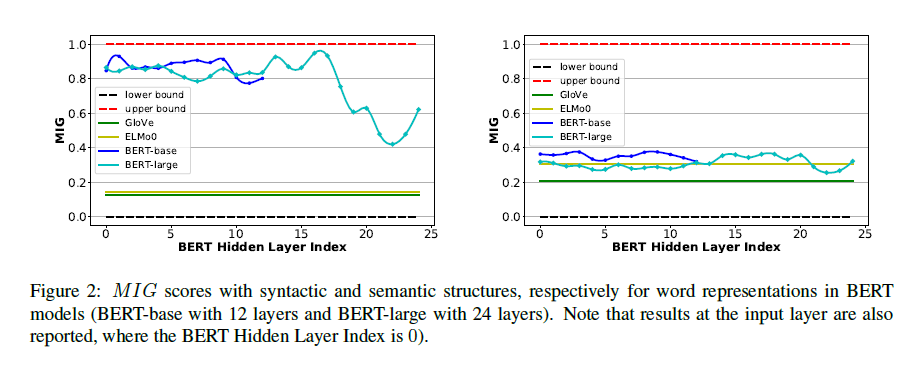 1.0
0.8
0.6
0.4
0.2
0.0
MIG
lower bound
upper bound
GloVe
ELMo0
BERT-base
BERT-large
0 5 10 15 20 25
BERT Hidden Layer Index
1.0
0.8
0.6
0.4
0.2
0.0
MIG
lower bound
upper bound
GloVe
ELMo0
BERT-base
BERT-large
0 5 10 15 20 25
BERT Hidden Layer Index
Figure 2: MIG scores with syntactic and semantic structures, respectively for word representations in BERT
models (BERT-base with 12 layers and BERT-large with 24 layers). Note that results at the input layer are also
reported, where the BERT Hidden Layer Index is 0).